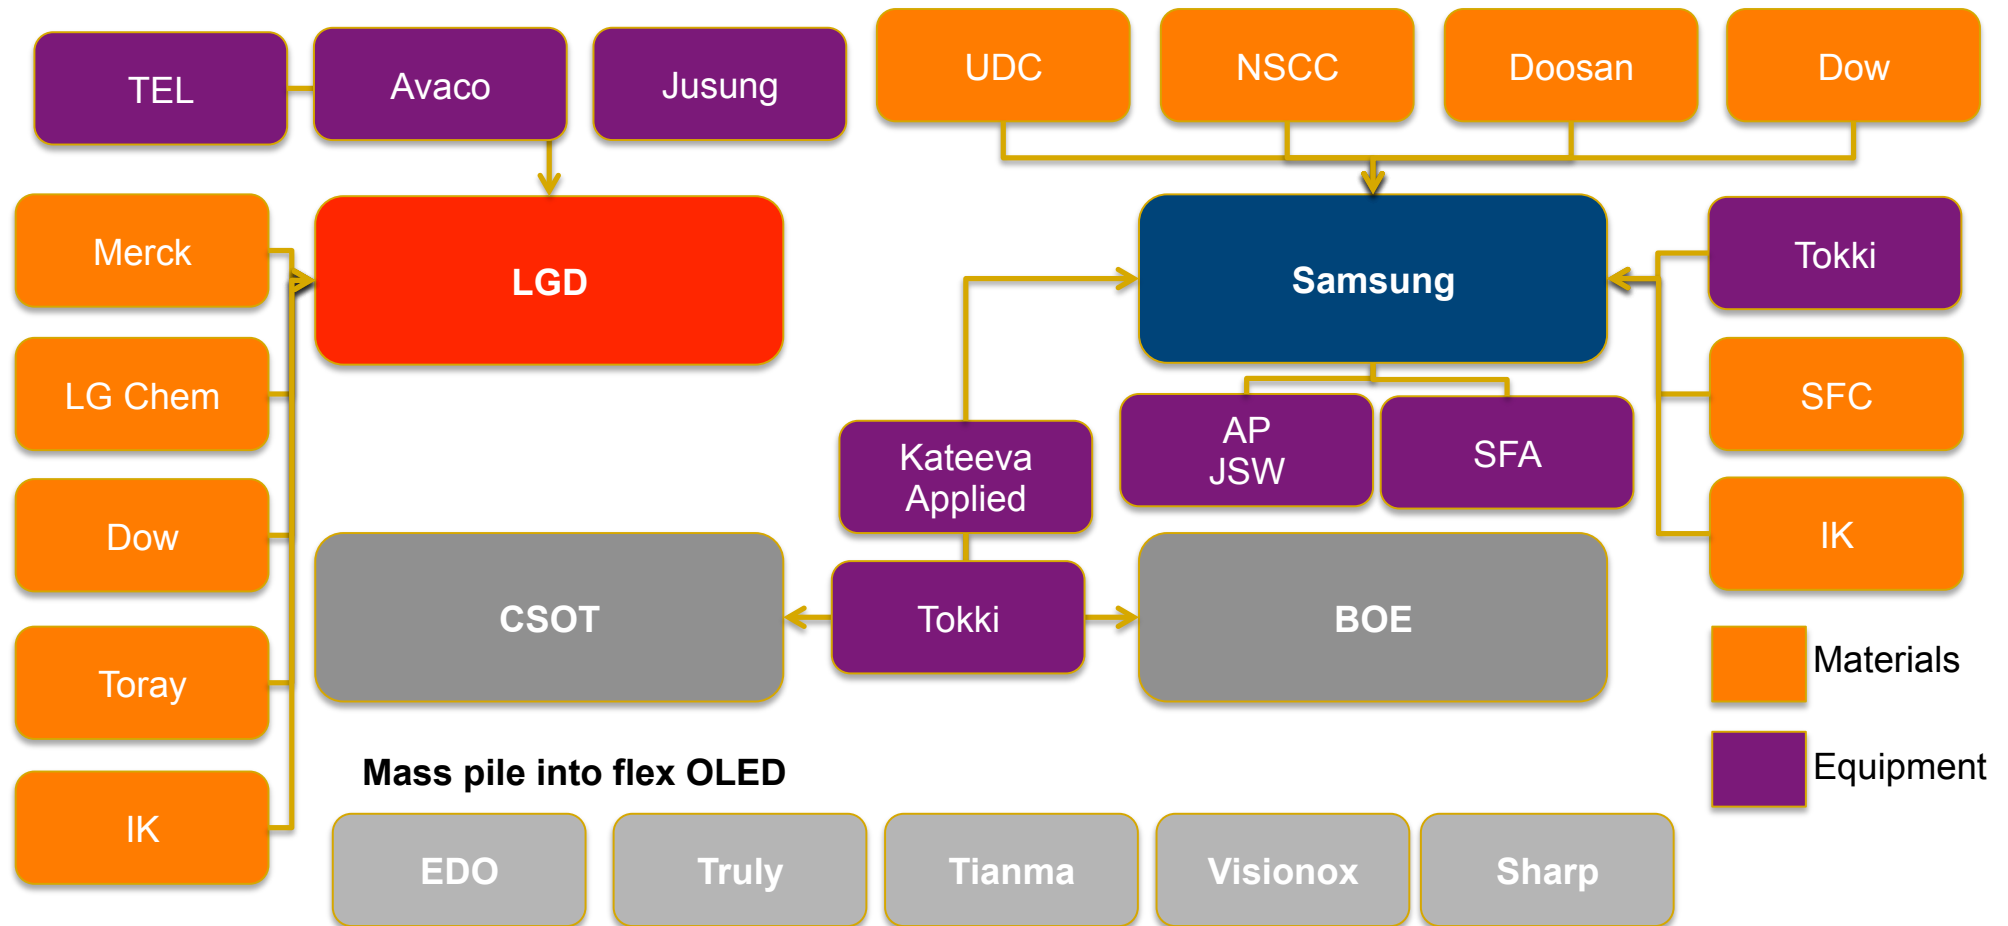 TEL
Avaco
Jusung
UDC
NSCC
Doosan
Dow
Merck
LGD
Samsung
Tokki
LG Chem
SFC
Kateeva
Applied
AP
JSW
SFA
Dow
IK
CSOT
Tokki
BOE
Toray
Materials
Mass pile into flex OLED
Equipment
IK
EDO
Truly
Tianma
Visionox
Sharp